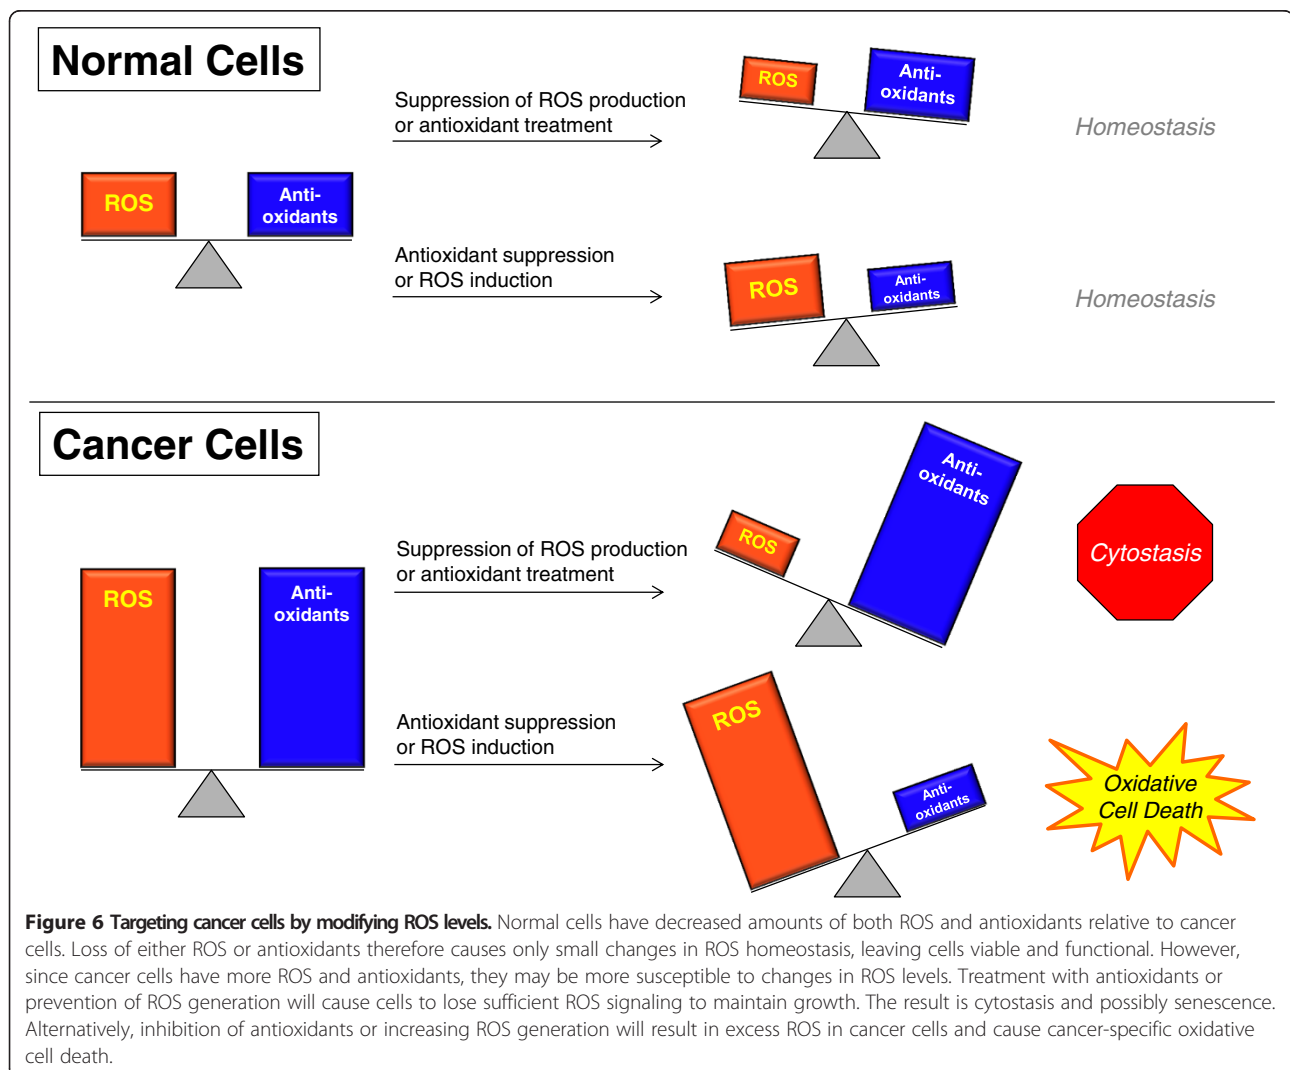 Normal Cells
Suppression of ROS production
or antioxidant treatment
ROS
Anti-
oxidants
Homeostasis
ROS
Anti-
oxidants
Antioxidant suppression
or ROS induction
ROS
Anti-
oxidants
Homeostasis
Cancer Cells
Suppression of ROS production
or antioxidant treatment
ROS
Anti-
oxidants
Cytostasis
ROS
Anti-
oxidants
Antioxidant suppression
or ROS induction
ROS
Anti-
oxidants
Oxidative
Cell Death
Figure 6 Targeting cancer cells by modifying ROS levels. Normal cells have decreased amounts of both ROS and antioxidants relative to cancer
cells. Loss of either ROS or antioxidants therefore causes only small changes in ROS homeostasis, leaving cells viable and functional. However,
since cancer cells have more ROS and antioxidants, they may be more susceptible to changes in ROS levels. Treatment with antioxidants or
prevention of ROS generation will cause cells to lose sufficient ROS signaling to maintain growth. The result is cytostasis and possibly senescence.
Alternatively, inhibition of antioxidants or increasing ROS generation will result in excess ROS in cancer cells and cause cancer-specific oxidative
cell death.